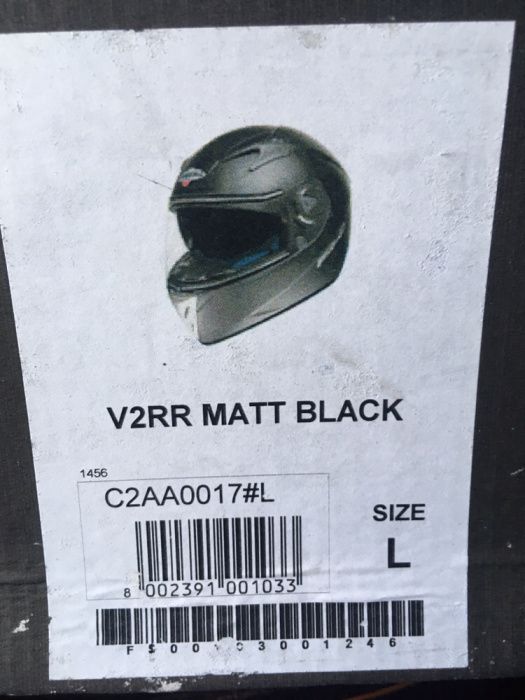 V2RR MATT BLACK
1456
C2AA0017#L
SIZE
L
8 002391 001033